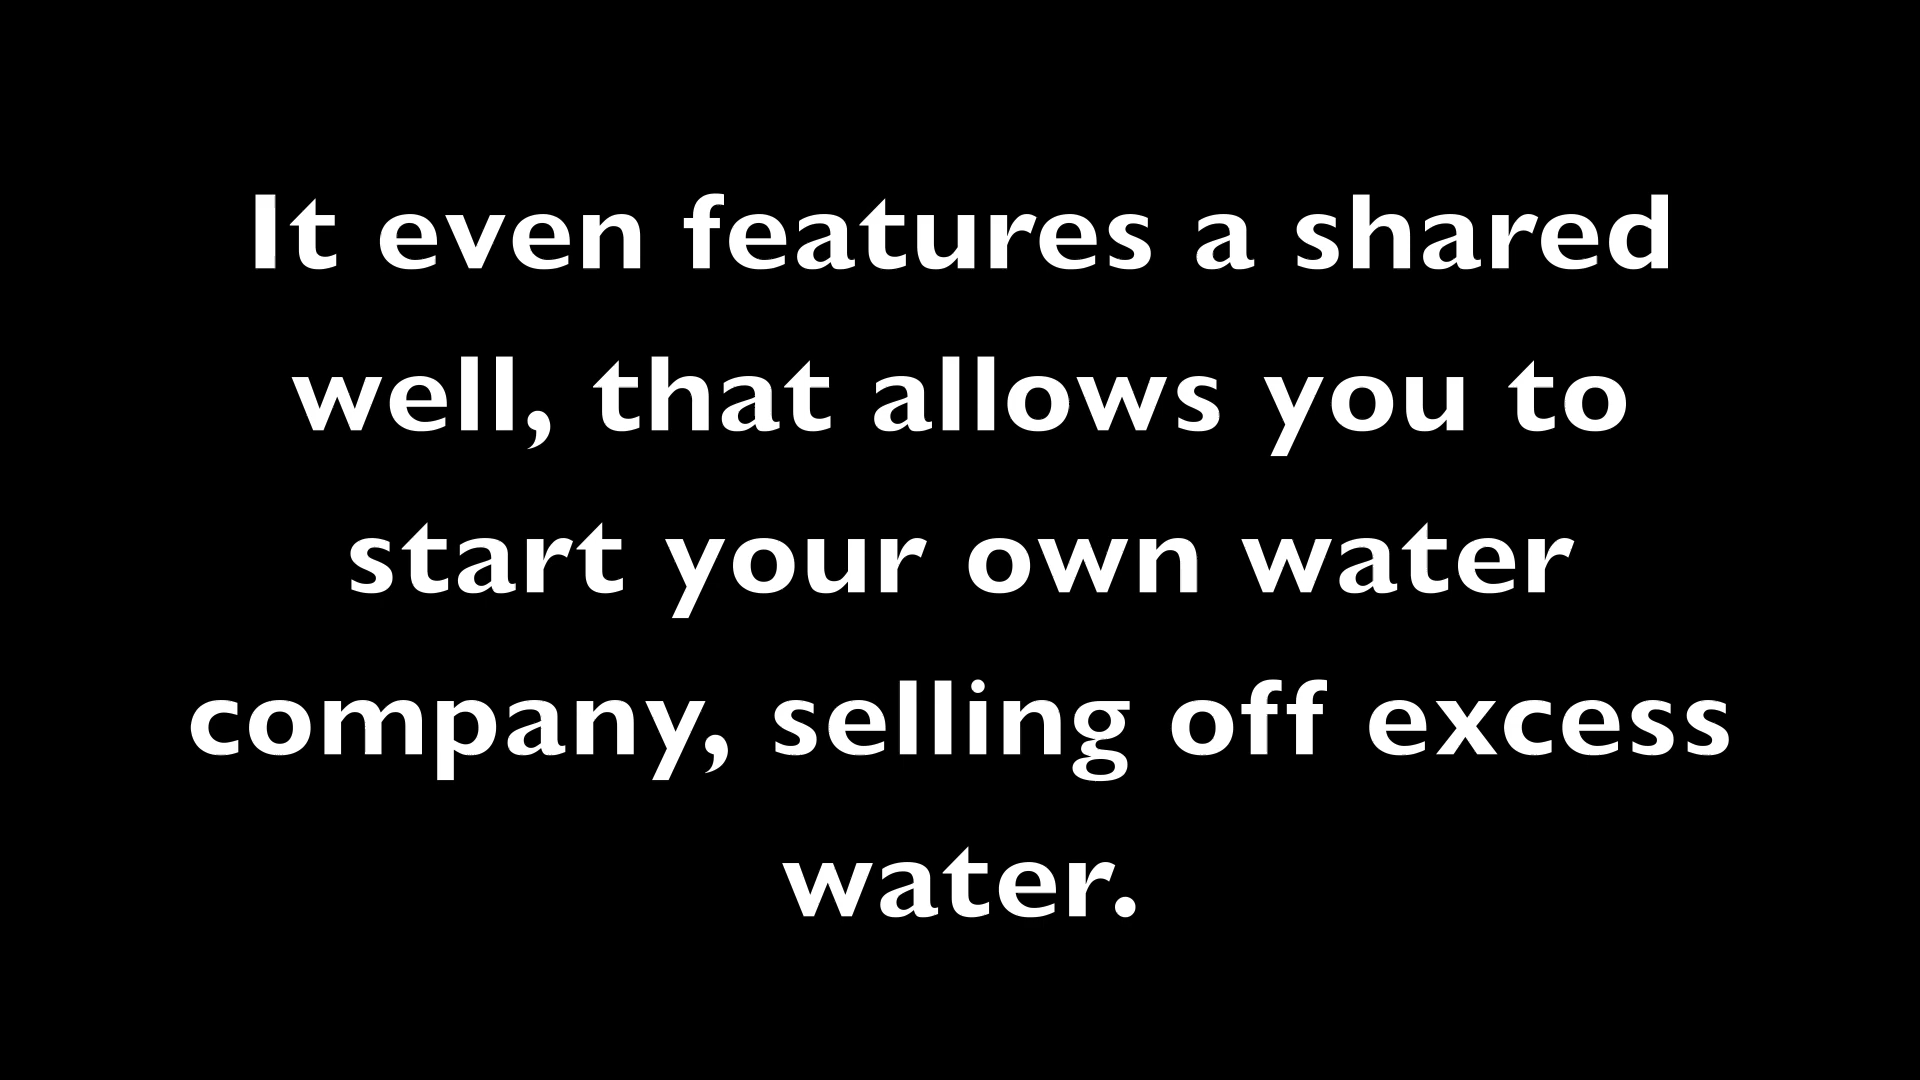 It even features a shared
well, that allows you to
start your own water
company, selling off excess
water.